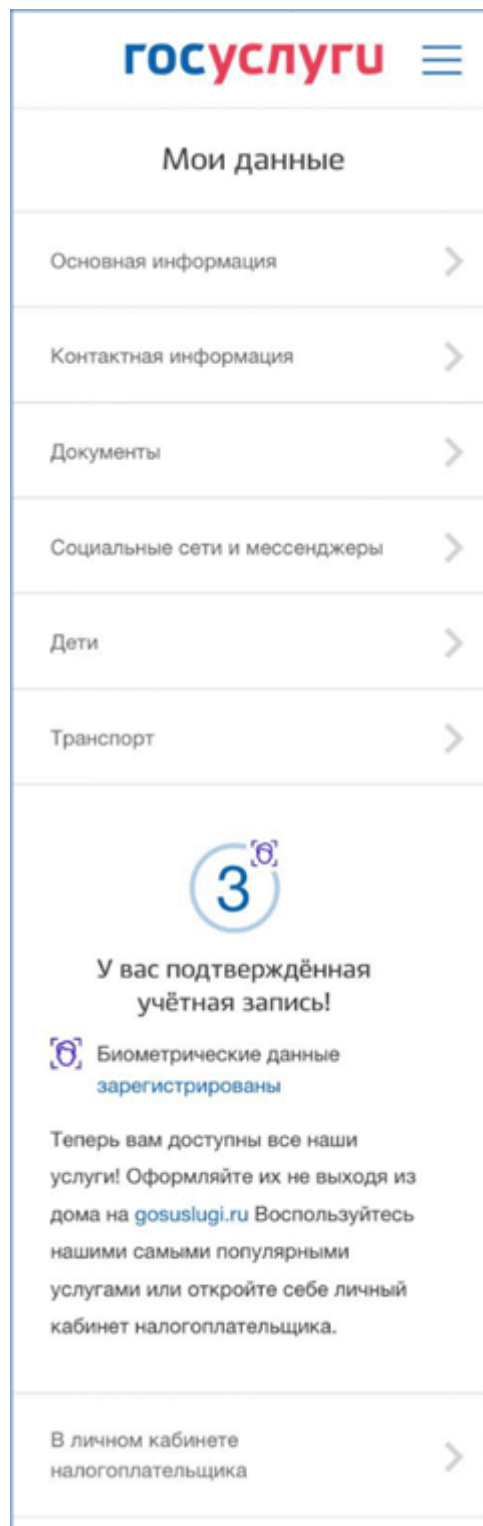 госуслуги
Мои данные
Основная информация
Контактная информация
Документы
Социальные сети и мессенджеры
Дети
Транспорт
3
У вас подтверждённая
учётная запись!
Биометрические данные
зарегистрированы
Теперь вам доступны все наши
услуги! Оформляйте их не выходя из
дома на gosuslugi.ru Воспользуйтесь
нашими самыми популярными
услугами или откройте себе личный
кабинет налогоплательщика.
В личном кабинете
налогоплательщика